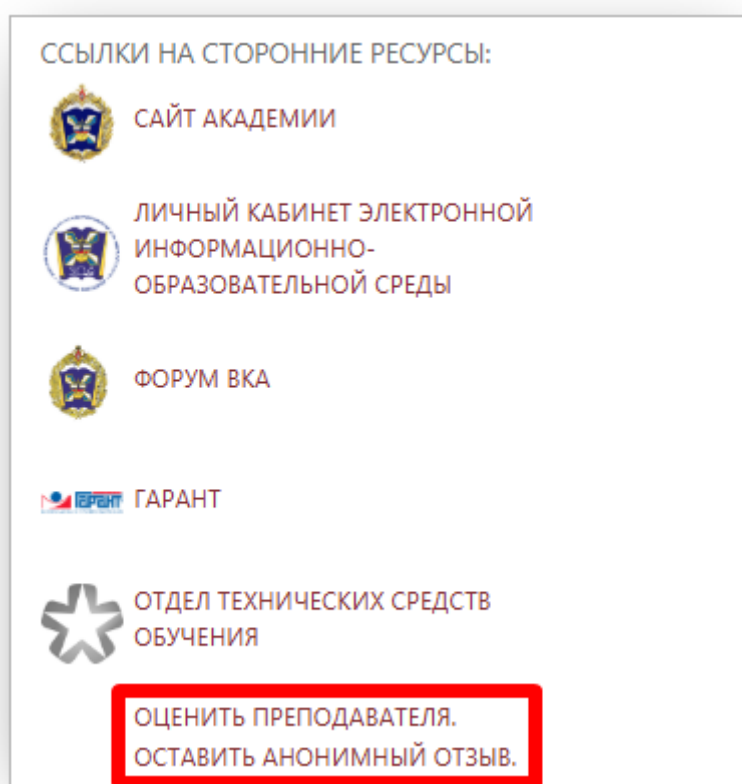 ССЫЛКИ НА СТОРОННИЕ РЕСУРСЫ:
САЙТ АКАДЕМИИ
ЛИЧНЫЙ КАБИНЕТ ЭЛЕКТРОННОЙ
ИНФОРМАЦИОННО-
ОБРАЗОВАТЕЛЬНОЙ СРЕДЫ
ФОРУМ ВКА
ГАРАНТ ГАРАНТ
ОТДЕЛ ТЕХНИЧЕСКИХ СРЕДСТВ
ОБУЧЕНИЯ
ОЦЕНИТЬ ПРЕПОДАВАТЕЛЯ.
ОСТАВИТЬ АНОНИМНЫЙ ОТЗЫВ.